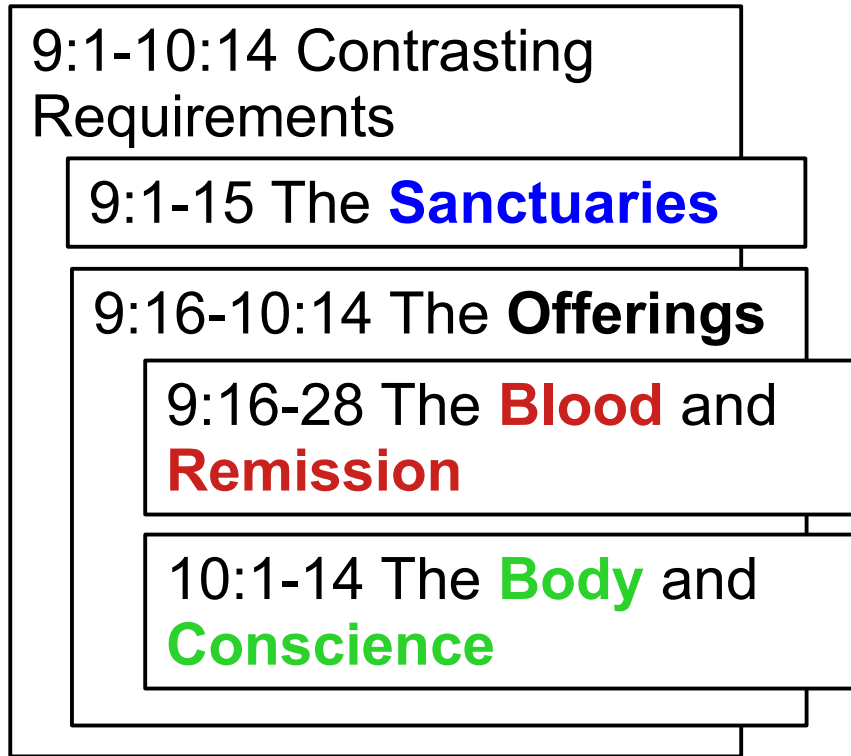 9:1-10:14 Contrasting
Requirements
9:1-15 The Sanctuaries
9:16-10:14 The Offerings
9:16-28 The Blood and
Remission
10:1-14 The Body and
Conscience